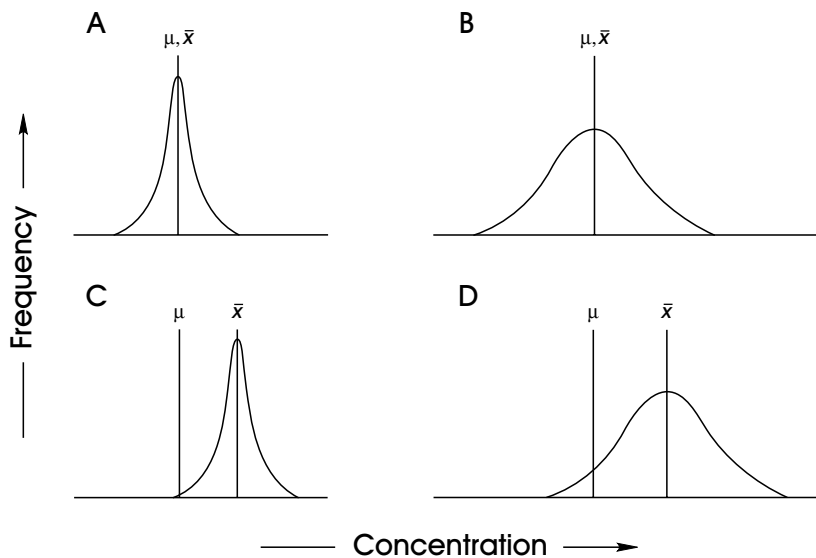 A
μ, x̄
B
μ, x̄
C
μ
x̄
D
μ
x̄
Frequency
Concentration